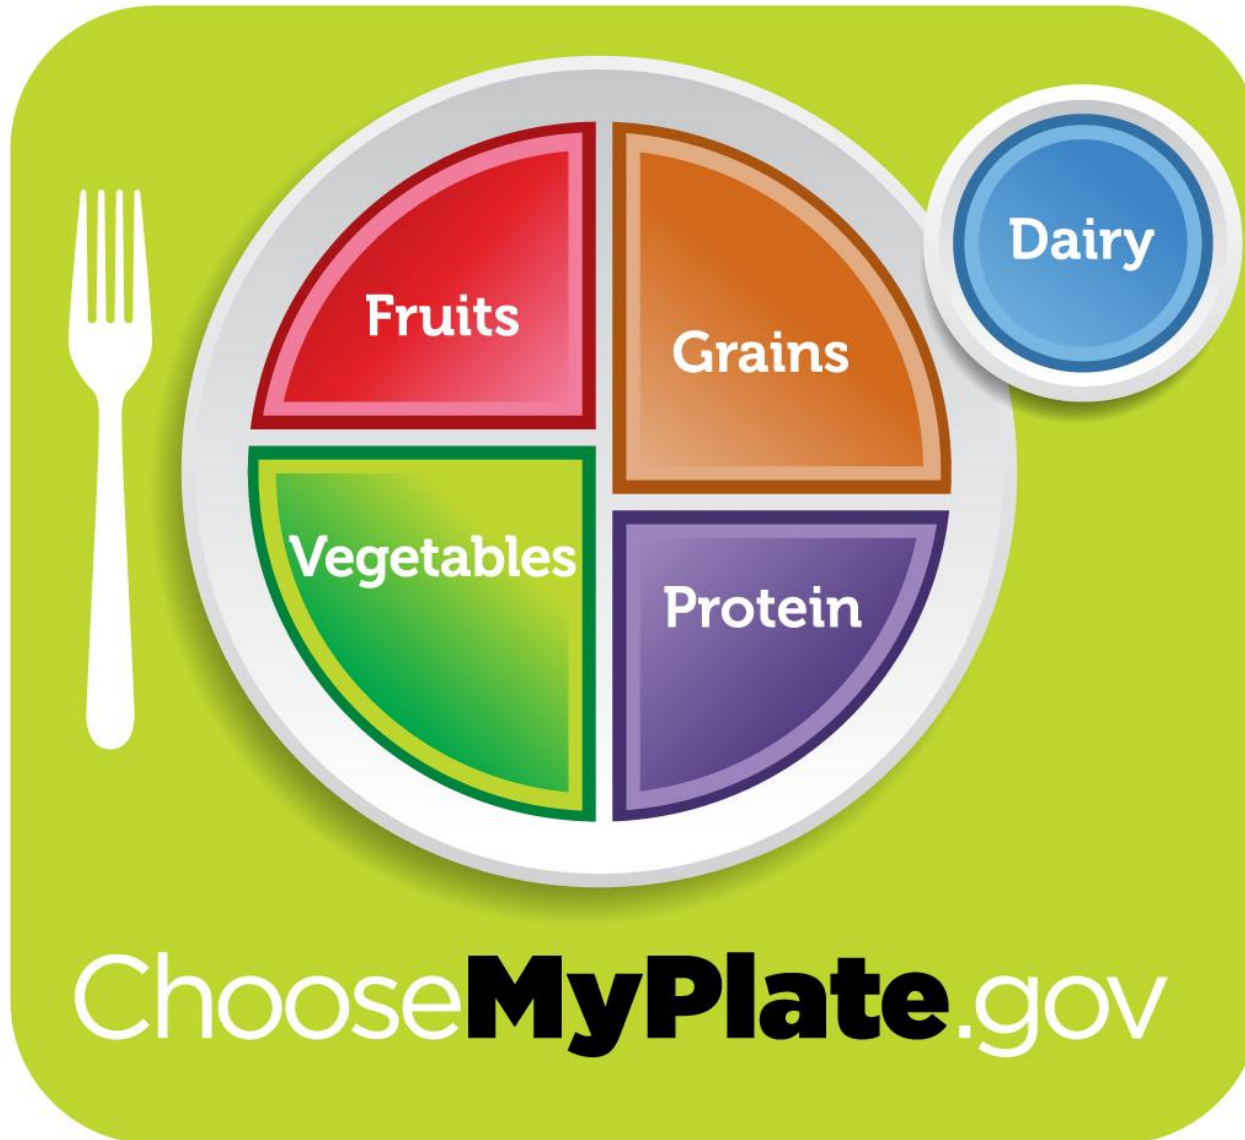 Fruits
Grains
Dairy
Vegetables
Protein
ChooseMyPlate.gov